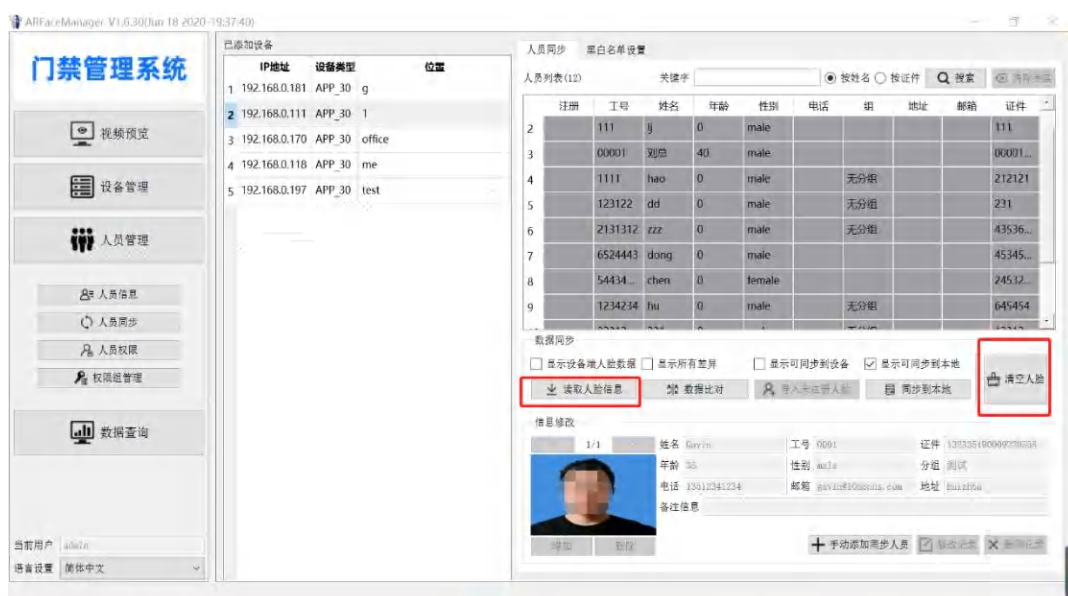 ARFaceManager V1.6.30(Jun 18 2020-19:37:40)
门禁管理系统
视频预览
设备管理
人员管理
人员信息
人员同步
人员权限
权限组管理
数据查询
当前用户 admin
语言设置 简体中文
已添加设备
IP地址 设备类型 位置
1 192.168.0.181 APP_30 g
2 192.168.0.111 APP_30 1
3 192.168.0.170 APP_30 office
4 192.168.0.118 APP_30 me
5 192.168.0.197 APP_30 test
人员同步 黑白名单设置
人员列表(12) 关键字 按姓名 按证件 搜索
注册 工号 姓名 年龄 性别 电话 组 地址 邮箱 证件
2 111 lj 0 male 111
3 00001 刘总 40 male 00001...
4 1111 hao 0 male 无分组 212121
5 123122 dd 0 male 无分组 231
6 2131312 zzz 0 male 无分组 43536...
7 6524443 dong 0 male 45345...
8 54434... chen 0 female 24532...
9 1234234 hu 0 male 无分组 645454
数据同步
显示设备端人脸数据 显示所有差异 显示可同步到设备 显示可同步到本地
读取人脸信息 数据比对 导入未注册人脸 同步到本地 清空人脸
信息修改
1/1
姓名 Gavin 工号 0001 证件
年龄 35 性别 male 分组 测试
电话 13512341234 邮箱 地址 huizhou
备注信息
增加 删除
手动添加同步人员 修改记录 删除记录